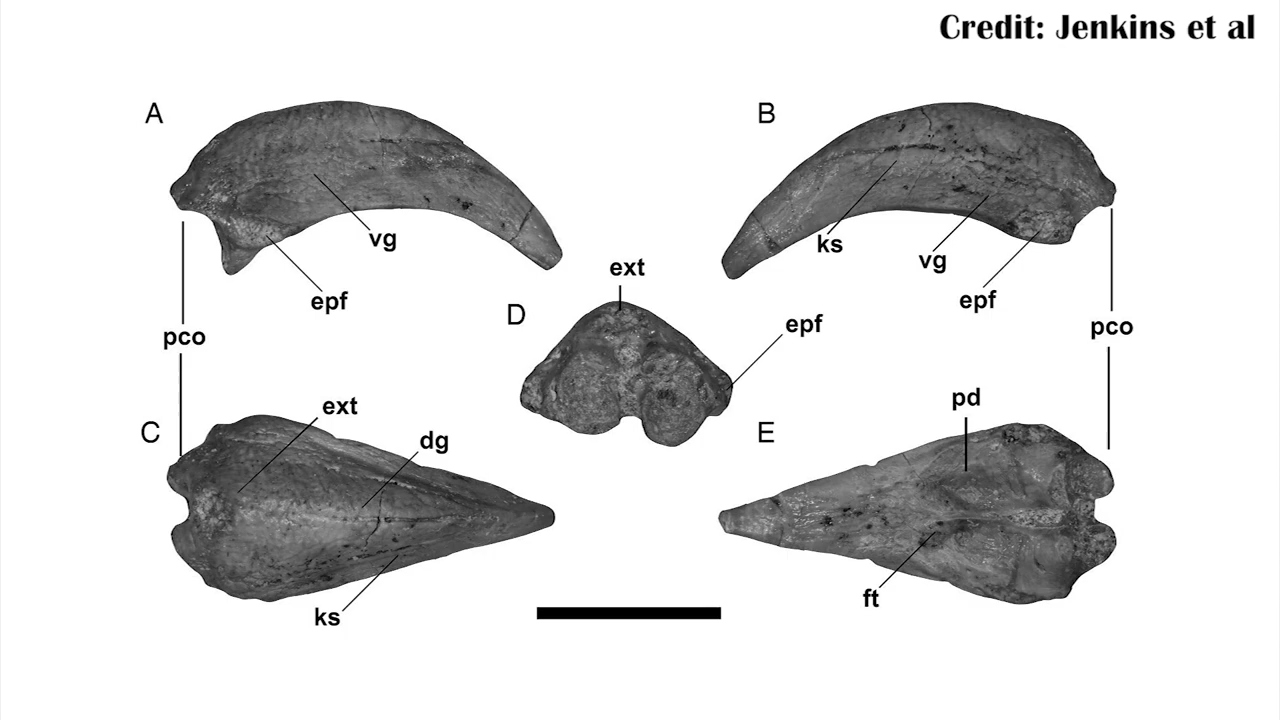 Credit: Jenkins et al
A
B
vg
epf
ks
vg
epf
pco
pco
D
ext
epf
C
ext
dg
ks
E
pd
ft